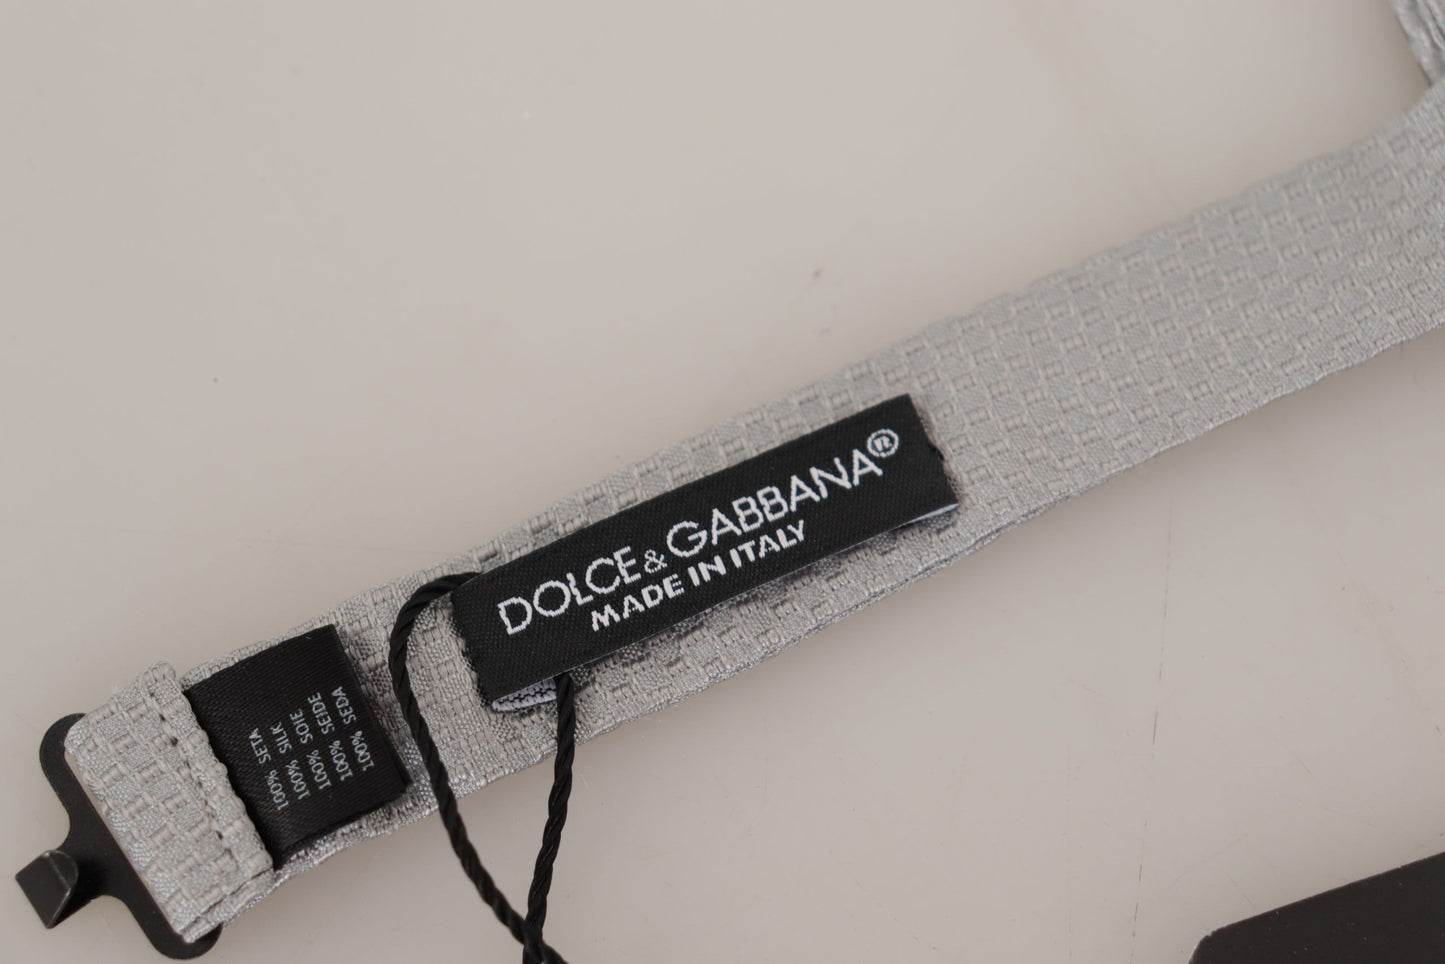 DOLCE & GABBANA®
MADE IN ITALY
100% SETA
100% SILK
100% SOIE
100% SEIDE
100% SEDA